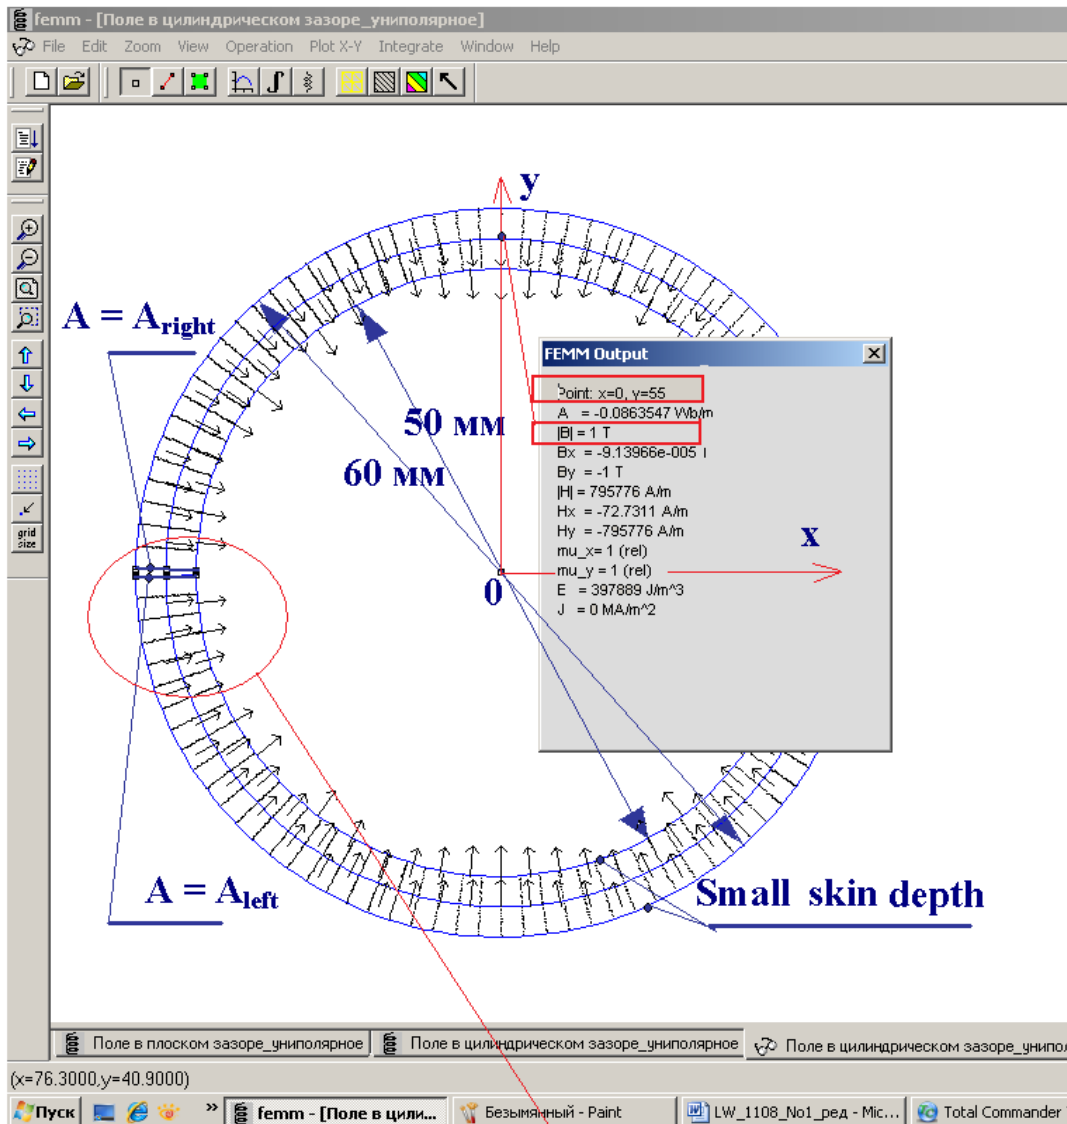 femm - [Поле в цилиндрическом зазоре_униполярное]
File Edit Zoom View Operation Plot X-Y Integrate Window Help
grid
size
y
A = Aright
50 мм
60 мм
FEMM Output
Point: x=0, y=55
A = -0.0863547 Wb/m
|B| = 1 T
Bx = -9.13966e-005 T
By = -1 T
|H| = 795776 A/m
Hx = -72.7311 A/m
Hy = -795776 A/m
mu_x= 1 (rel)
mu_y = 1 (rel)
E = 397889 J/m^3
J = 0 MA/m^2
x
0
A = Aleft
Small skin depth
Поле в плоском зазоре_униполярное Поле в цилиндрическом зазоре_униполярное Поле в цилиндрическом зазоре_унипол
(x=76.3000,y=40.9000)
Пуск » femm - [Поле в цили... Безымянный - Paint LW_1108_No1_ред - Mic... Total Commander